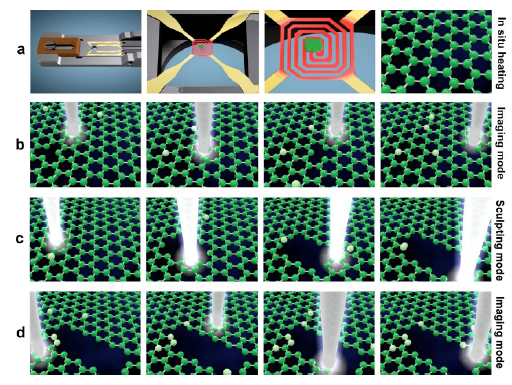 a
In situ heating
b
Imaging mode
c
Sculpting mode
d
Imaging mode